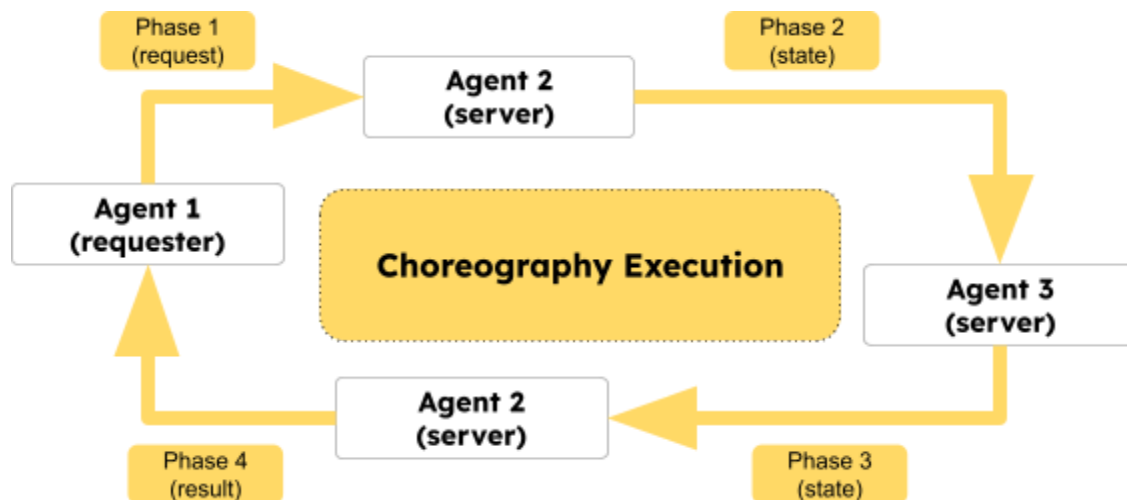 Phase 1
(request)
Phase 2
(state)
Agent 2
(server)
Agent 1
(requester)
Choreography Execution
Agent 3
(server)
Agent 2
(server)
Phase 4
(result)
Phase 3
(state)